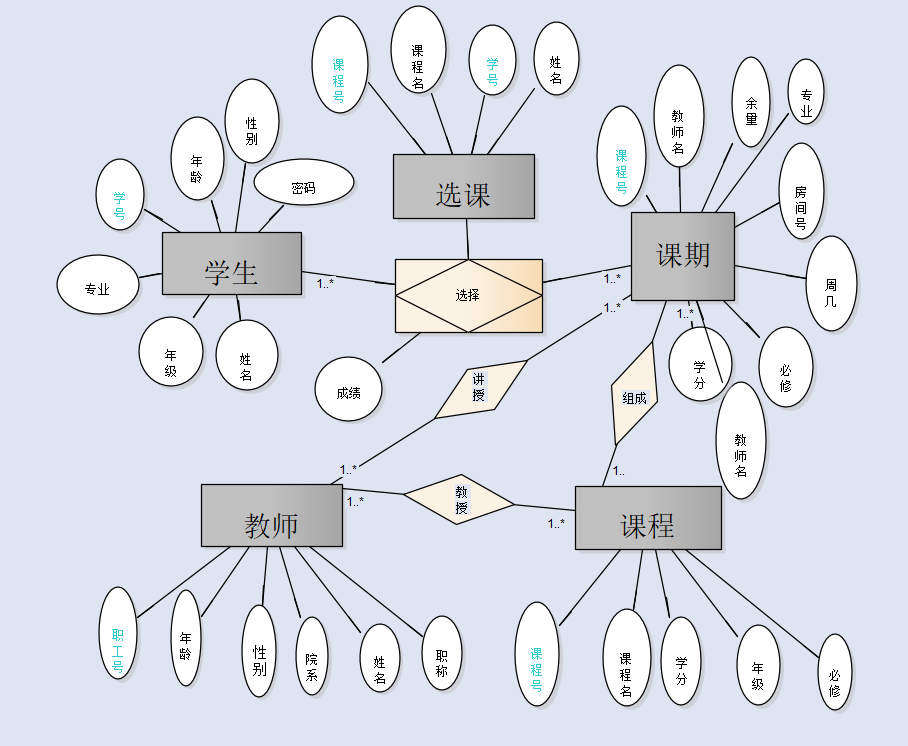 课程号
课程名
学号
姓名
选课
学号
年龄
性别
密码
学生
专业
年级
姓名
1..*
选择
成绩
课程号
教师名
余量
专业
房间号
周几
课期
1..*
1..*
1..*
学分
必修
教师名
讲授
组成
1..*
1..*
教授
1..
1..*
教师
课程
职工号
年龄
性别
院系
姓名
职称
课程号
课程名
学分
年级
必修